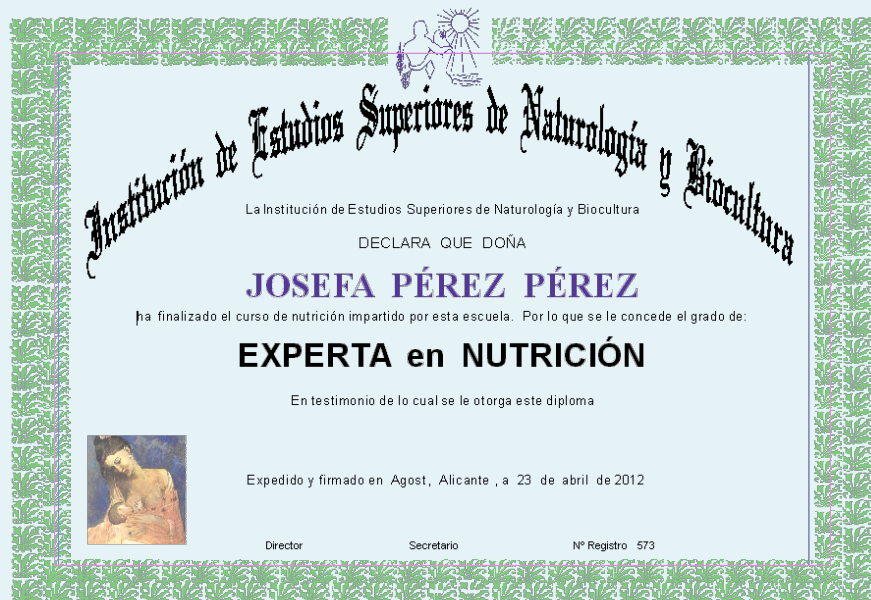 Institución de Estudios Superiores de Naturología y Biocultura
La Institución de Estudios Superiores de Naturología y Biocultura
DECLARA QUE DOÑA
JOSEFA PÉREZ PÉREZ
ha finalizado el curso de nutrición impartido por esta escuela. Por lo que se le concede el grado de:
EXPERTA en NUTRICIÓN
En testimonio de lo cual se le otorga este diploma
Expedido y firmado en Agost, Alicante , a 23 de abril de 2012
Director Secretario Nº Registro 573